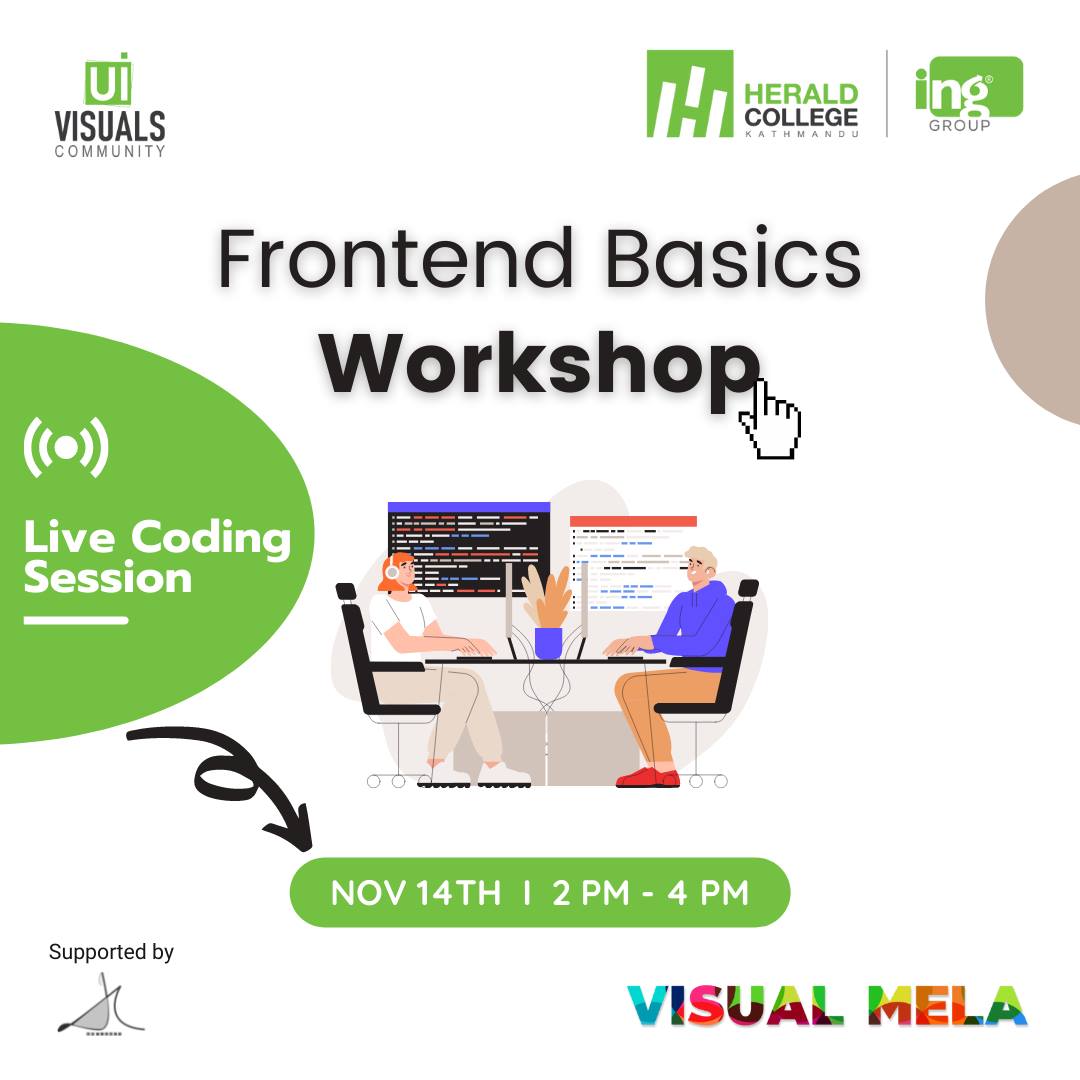 ui
VISUALS
COMMUNITY
HERALD
COLLEGE
KATHMANDU
ing®
GROUP
Frontend Basics
Workshop
Live Coding
Session
NOV 14TH | 2 PM - 4 PM
Supported by
VISUAL MELA